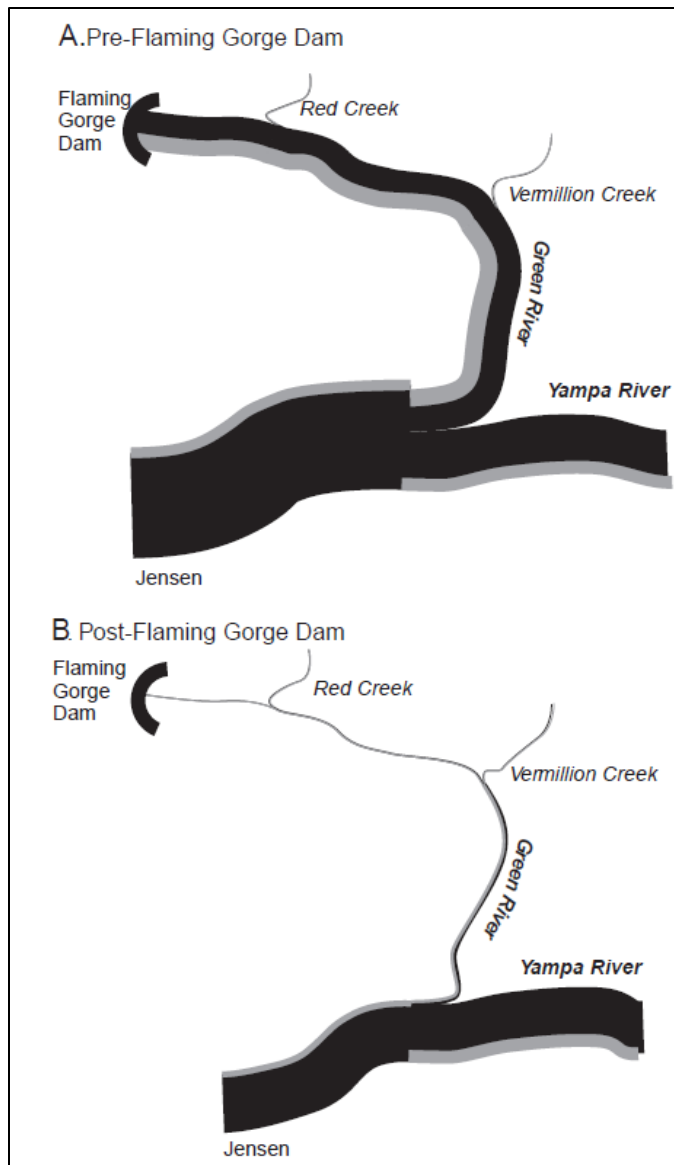 A. Pre-Flaming Gorge Dam
Flaming
Gorge
Dam
Red Creek
Vermillion Creek
Green River
Yampa River
Jensen
B. Post-Flaming Gorge Dam
Flaming
Gorge
Dam
Red Creek
Vermillion Creek
Green River
Yampa River
Jensen